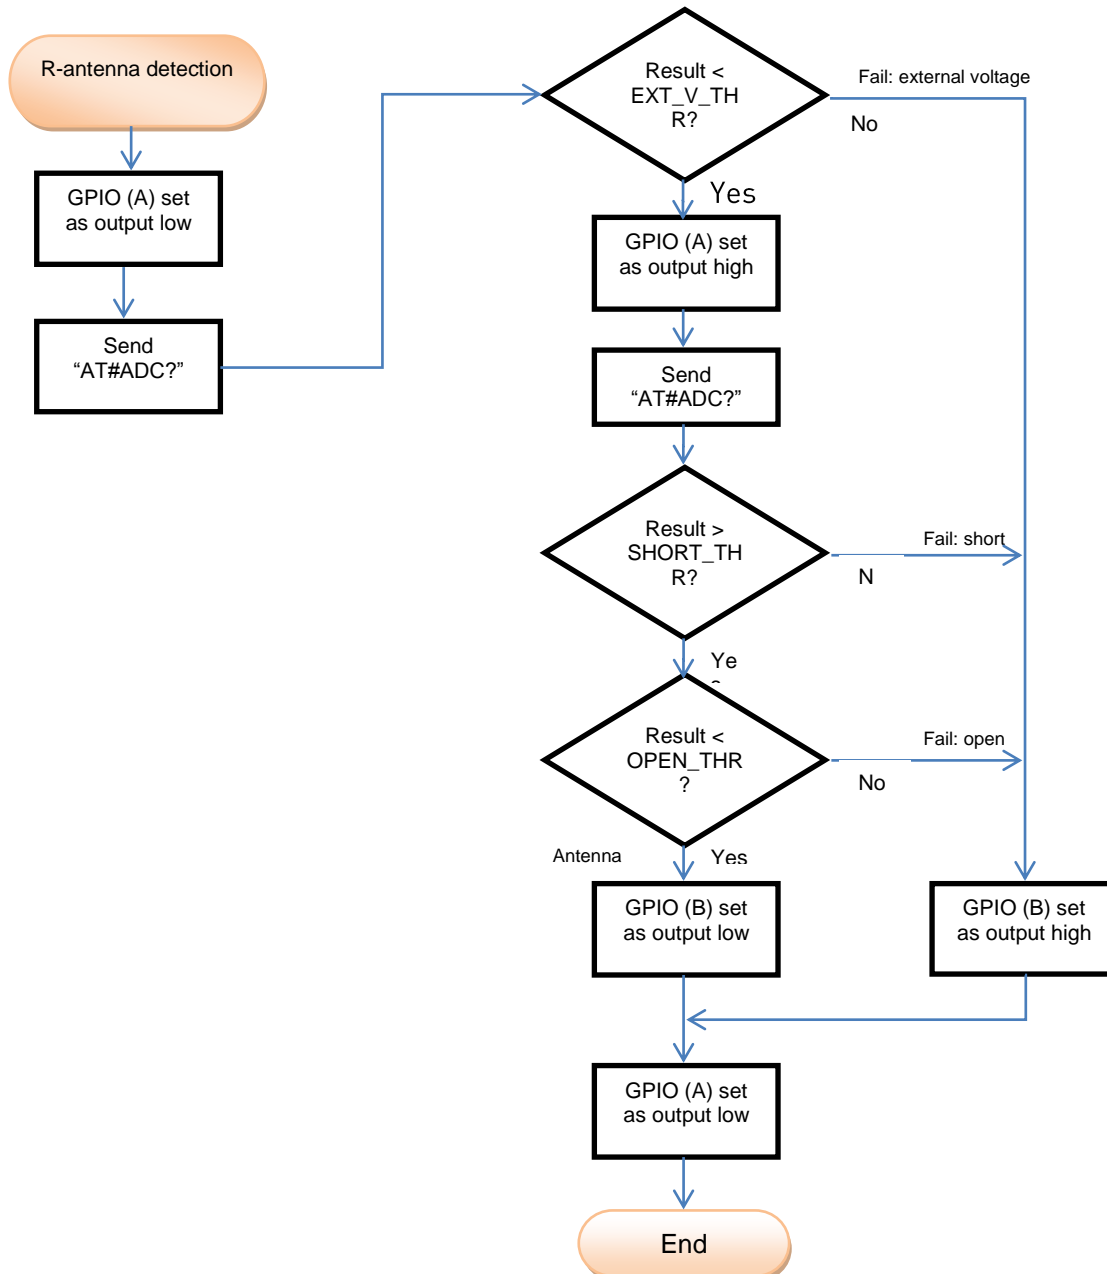 R-antenna detection
GPIO (A) set
as output low
Send
“AT#ADC?”
Result <
EXT_V_TH
R?
Fail: external voltage
No
Yes
GPIO (A) set
as output high
Send
“AT#ADC?”
Result >
SHORT_TH
R?
Fail: short
N
Ye
Result <
OPEN_THR
?
Fail: open
No
Antenna
Yes
GPIO (B) set
as output low
GPIO (B) set
as output high
GPIO (A) set
as output low
End